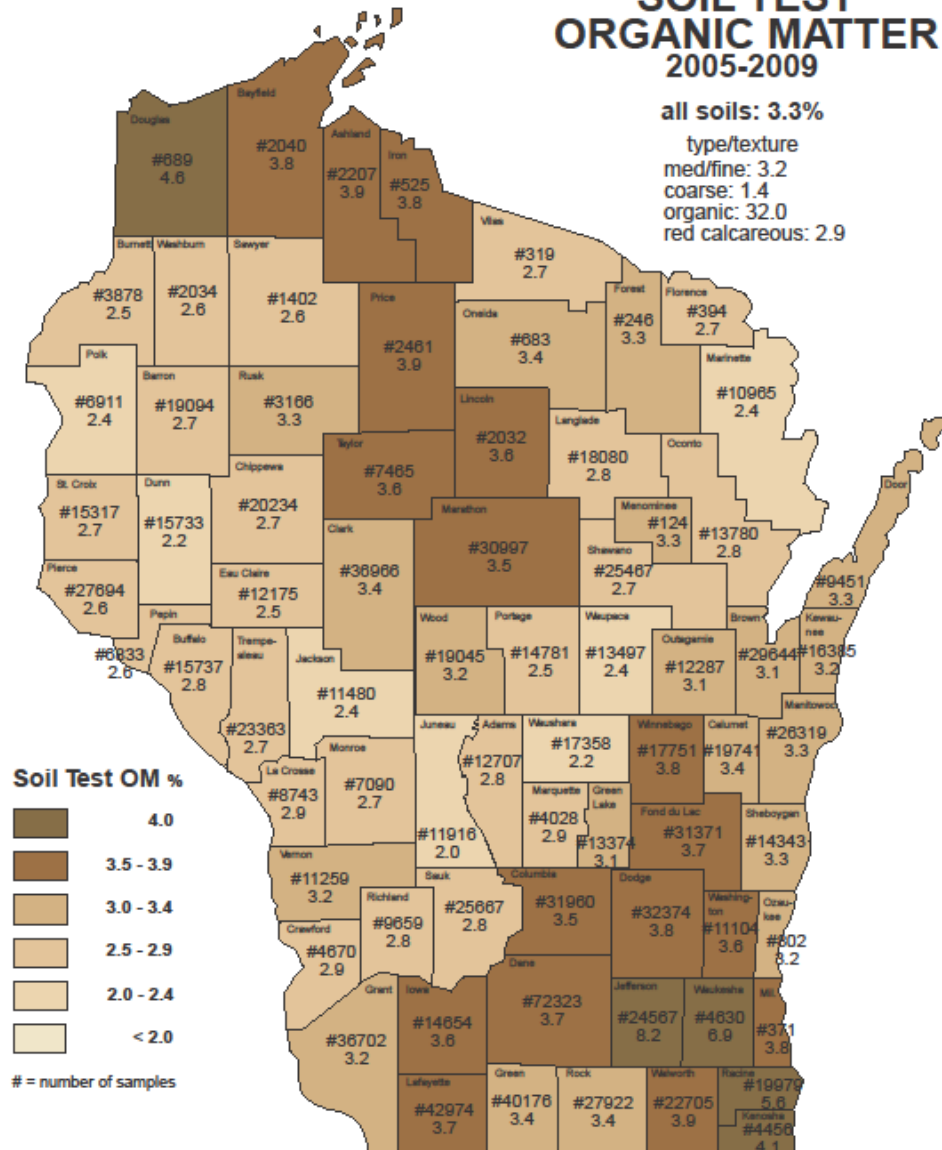 SOIL TEST
ORGANIC MATTER
2005-2009
all soils: 3.3%
type/texture
med/fine: 3.2
coarse: 1.4
organic: 32.0
red calcareous: 2.9
Douglas
#689
4.6
Bayfield
#2040
3.8
Ashland
#2207
3.9
Iron
#525
3.8
Vilas
#319
2.7
Burnett
#3878
2.5
Washburn
#2034
2.6
Sawyer
#1402
2.6
Price
#2461
3.9
Oneida
#683
3.4
Forest
#246
3.3
Florence
#394
2.7
Marinette
#10965
2.4
Polk
#6911
2.4
Barron
#19094
2.7
Rusk
#3166
3.3
Lincoln
#2032
3.6
Langlade
#18080
2.8
Oconto
#13780
2.8
Taylor
#7465
3.6
Chippewa
#20234
2.7
St. Croix
#15317
2.7
Dunn
#15733
2.2
Clark
#36966
3.4
Marathon
#30997
3.5
Menominee
#124
3.3
Shawano
#25467
2.7
Door
#9451
3.3
Pierce
#27694
2.6
Eau Claire
#12175
2.5
Pepin
#6833
2.6
Buffalo
#15737
2.8
Trempe-
aleau
#23363
2.7
Jackson
#11480
2.4
Wood
#19045
3.2
Portage
#14781
2.5
Waupaca
#13497
2.4
Outagamie
#12287
3.1
Brown
#29644
3.1
Kewau-
nee
#16385
3.2
Manitowoc
#26319
3.3
Juneau
#11916
2.0
Adams
#12707
2.8
Waushara
#17358
2.2
Winnebago
#17751
3.8
Calumet
#19741
3.4
Monroe
#7090
2.7
La Crosse
#8743
2.9
Marquette
#4028
2.9
Green
Lake
#13374
3.1
Fond du Lac
#31371
3.7
Sheboygan
#14343
3.3
Vernon
#11259
3.2
Richland
#9659
2.8
Sauk
#25667
2.8
Columbia
#31960
3.5
Dodge
#32374
3.8
Washing-
ton
#11104
3.6
Ozau-
kee
#802
3.2
Crawford
#4670
2.9
Grant
#36702
3.2
Iowa
#14654
3.6
Dane
#72323
3.7
Jefferson
#24567
8.2
Waukesha
#4630
6.9
Mil.
#371
3.8
Lafayette
#42974
3.7
Green
#40176
3.4
Rock
#27922
3.4
Walworth
#22705
3.9
Racine
#19979
5.6
Kenosha
#4456
4.1
Soil Test OM %
4.0
3.5 - 3.9
3.0 - 3.4
2.5 - 2.9
2.0 - 2.4
< 2.0
# = number of samples